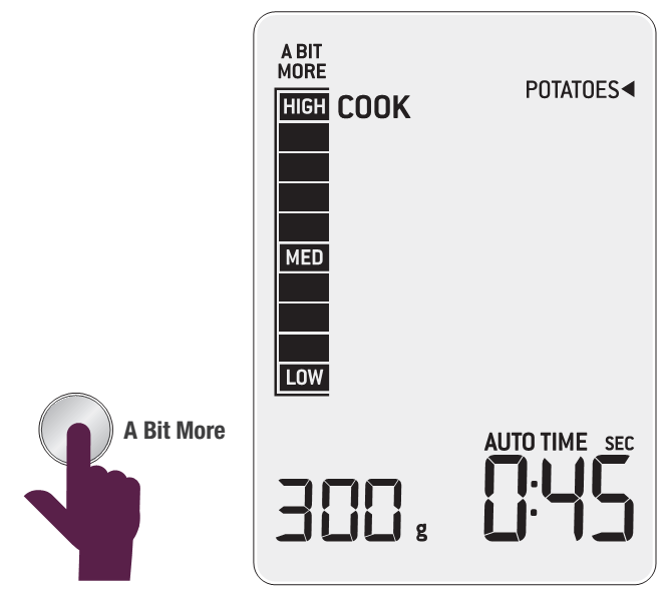 A BIT
MORE
HIGH COOK
POTATOES◄
MED
LOW
A Bit More
AUTO TIME SEC
300 g 0:45